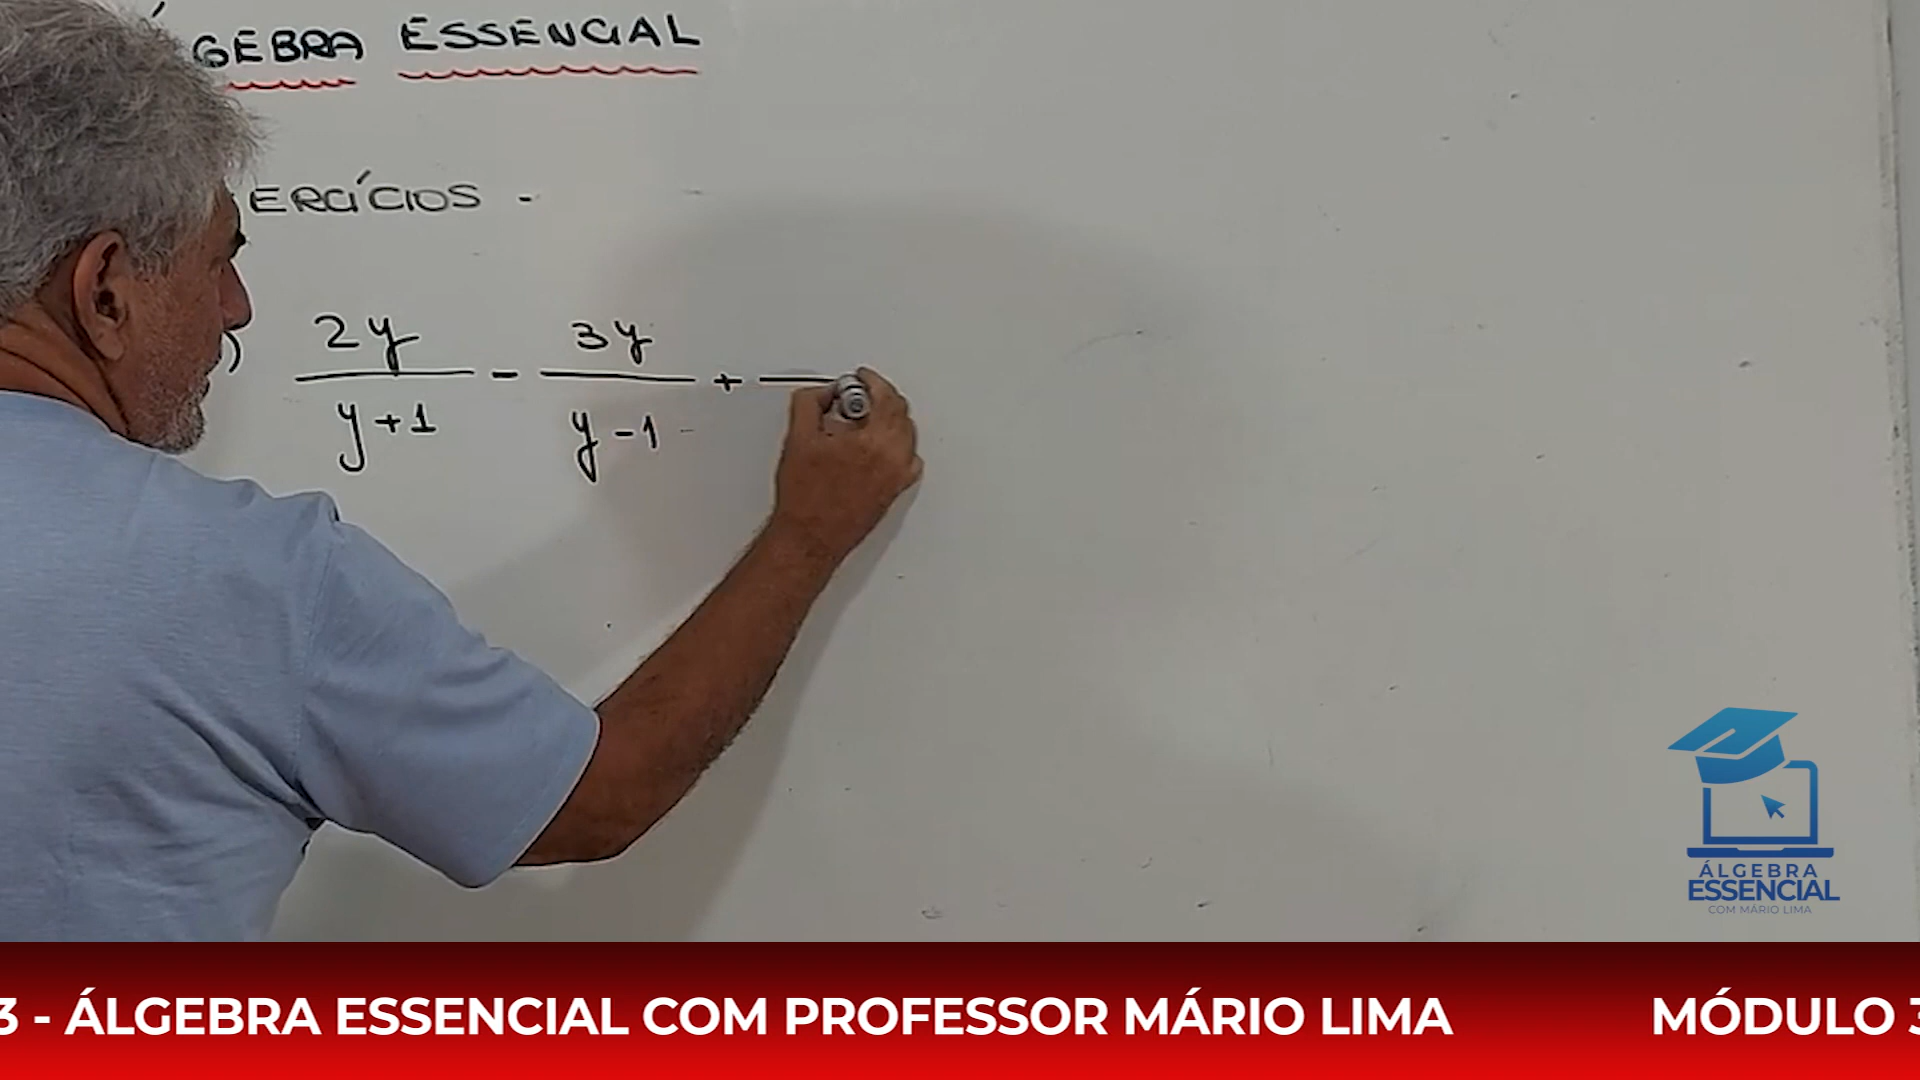 GEBRA ESSENCIAL
ERCÍCIOS -
) 2y/y+1 - 3y/y-1 +
ÁLGEBRA
ESSENCIAL
COM MÁRIO LIMA
3 - ÁLGEBRA ESSENCIAL COM PROFESSOR MÁRIO LIMA MÓDULO 3